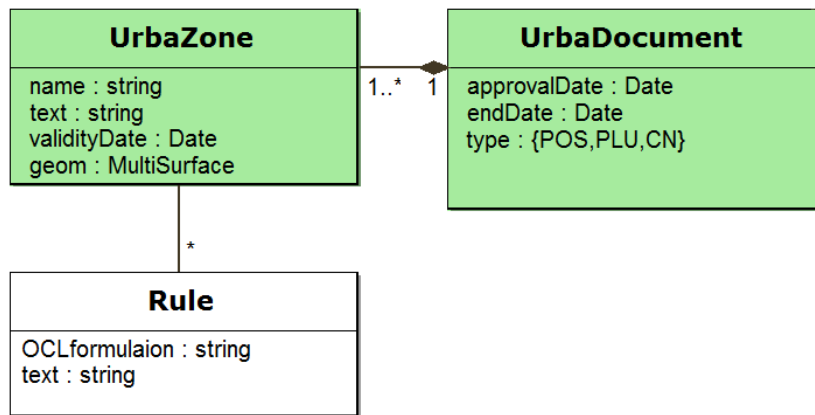 UrbaZone
name : string
text : string
validityDate : Date
geom : MultiSurface
1..* 1
UrbaDocument
approvalDate : Date
endDate : Date
type : {POS,PLU,CN}
*
Rule
OCLformulaion : string
text : string